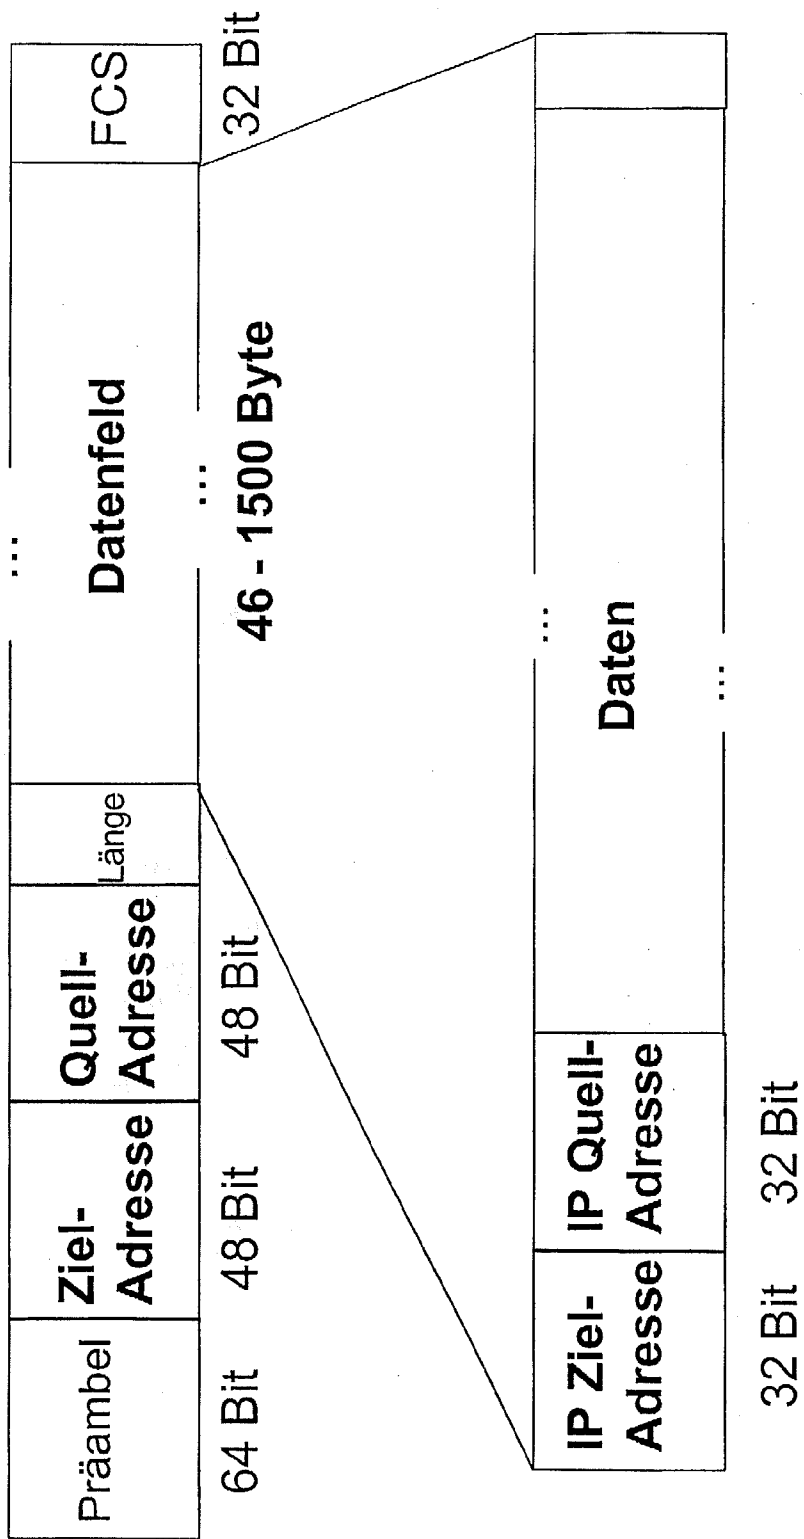 Präambel
Ziel-
Adresse
Quell-
Adresse
Länge
...
Datenfeld
...
FCS
64 Bit
48 Bit
48 Bit
46 - 1500 Byte
32 Bit
IP Ziel-
Adresse
IP Quell-
Adresse
...
Daten
...
32 Bit
32 Bit